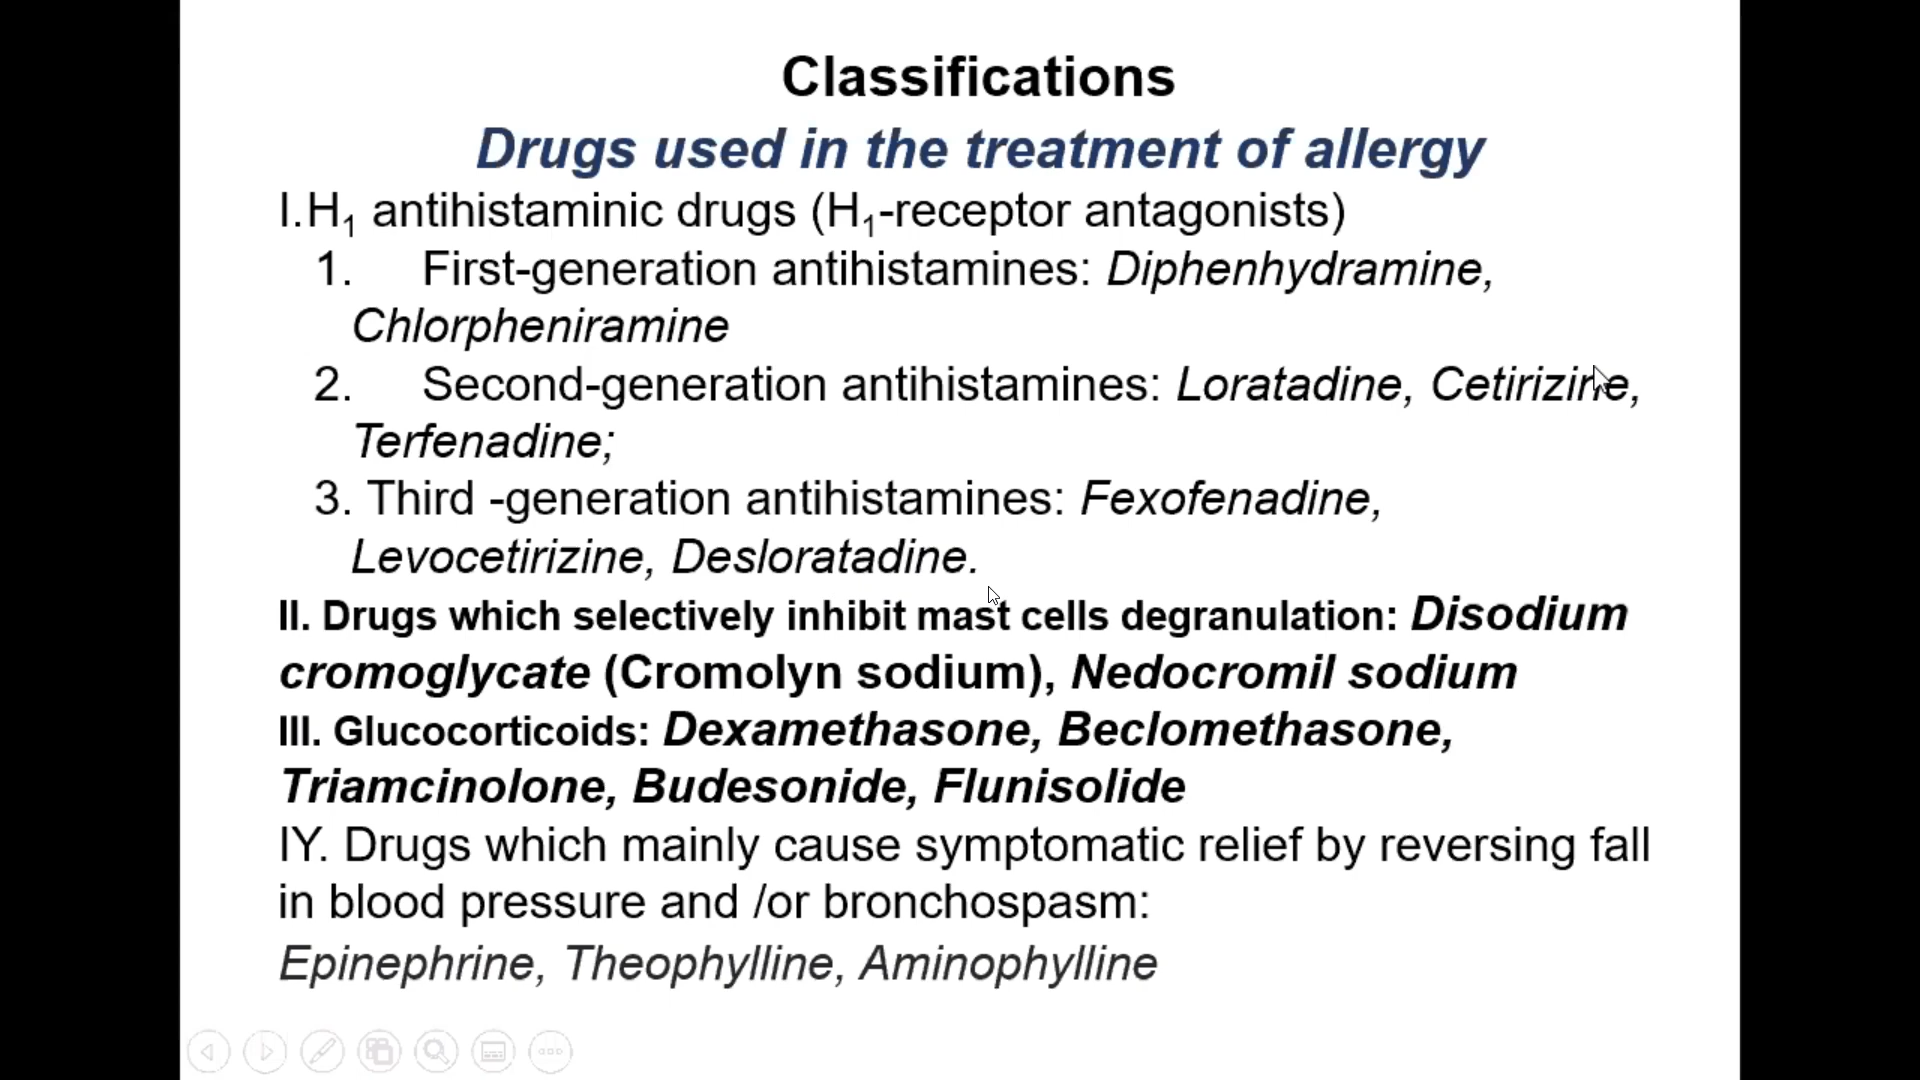 Classifications
Drugs used in the treatment of allergy
I.H₁ antihistaminic drugs (H₁-receptor antagonists)
1. First-generation antihistamines: Diphenhydramine,
Chlorpheniramine
2. Second-generation antihistamines: Loratadine, Cetirizine,
Terfenadine;
3. Third -generation antihistamines: Fexofenadine,
Levocetirizine, Desloratadine.
II. Drugs which selectively inhibit mast cells degranulation: Disodium
cromoglycate (Cromolyn sodium), Nedocromil sodium
III. Glucocorticoids: Dexamethasone, Beclomethasone,
Triamcinolone, Budesonide, Flunisolide
IY. Drugs which mainly cause symptomatic relief by reversing fall
in blood pressure and /or bronchospasm:
Epinephrine, Theophylline, Aminophylline